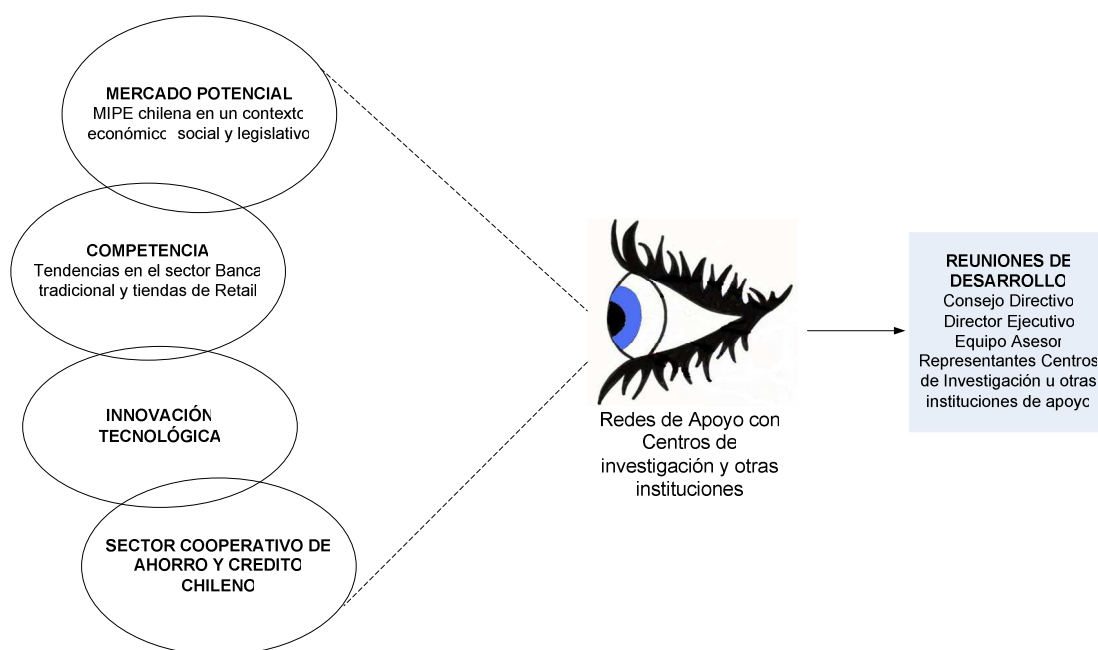 MERCADO POTENCIAL
MIPE chilena en un contexto
económico social y legislativo
COMPETENCIA
Tendencias en el sector Banca
tradicional y tiendas de Retail
INNOVACIÓN
TECNOLÓGICA
SECTOR COOPERATIVO DE
AHORRO Y CREDITO
CHILENO
Redes de Apoyo con
Centros de
investigación y otras
instituciones
REUNIONES DE
DESARROLLO
Consejo Directivo
Director Ejecutivo
Equipo Asesor
Representantes Centros
de Investigación u otras
instituciones de apoyo